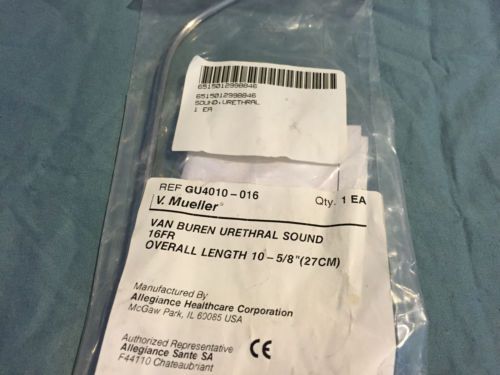 6515012998846
6515012998846
SOUND,URETHRAL
1 EA
REF GU4010-016
V. Mueller® Qty. 1 EA
VAN BUREN URETHRAL SOUND
16FR
OVERALL LENGTH 10-5/8"(27CM)
Manufactured By
Allegiance Healthcare Corporation
McGaw Park, IL 60085 USA
Authorized Representative
Allegiance Sante SA
F44110 Chateaubriant
CE